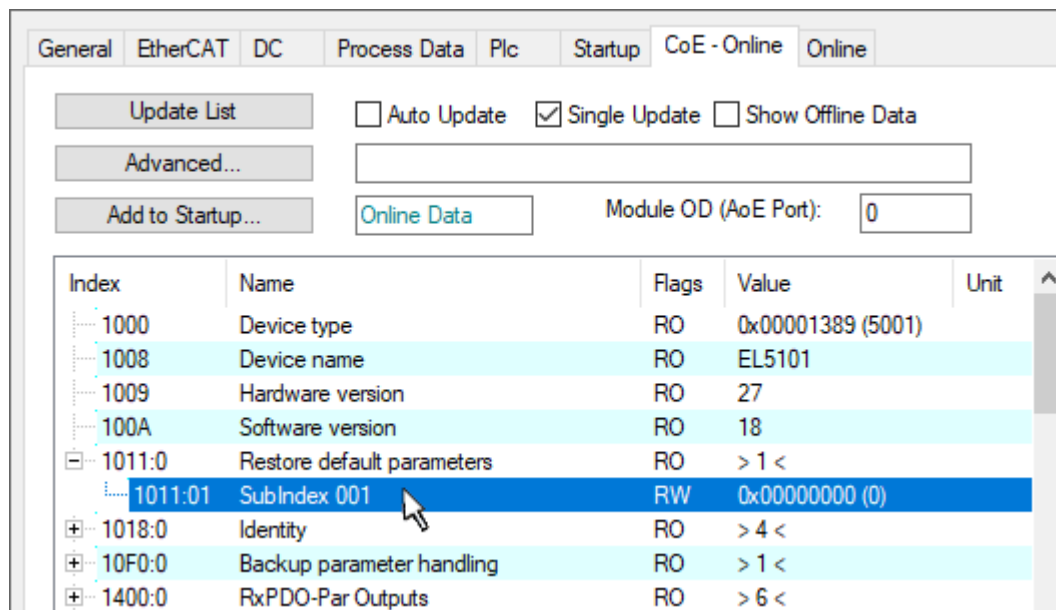 General EtherCAT DC Process Data Plc Startup CoE - Online Online
Update List Auto Update Single Update Show Offline Data
Advanced...
Add to Startup... Online Data Module OD (AoE Port): 0
Index Name Flags Value Unit
1000 Device type RO 0x00001389 (5001)
1008 Device name RO EL5101
1009 Hardware version RO 27
100A Software version RO 18
1011:0 Restore default parameters RO > 1 <
1011:01 SubIndex 001 RW 0x00000000 (0)
1018:0 Identity RO > 4 <
10F0:0 Backup parameter handling RO > 1 <
1400:0 RxPDO-Par Outputs RO > 6 <